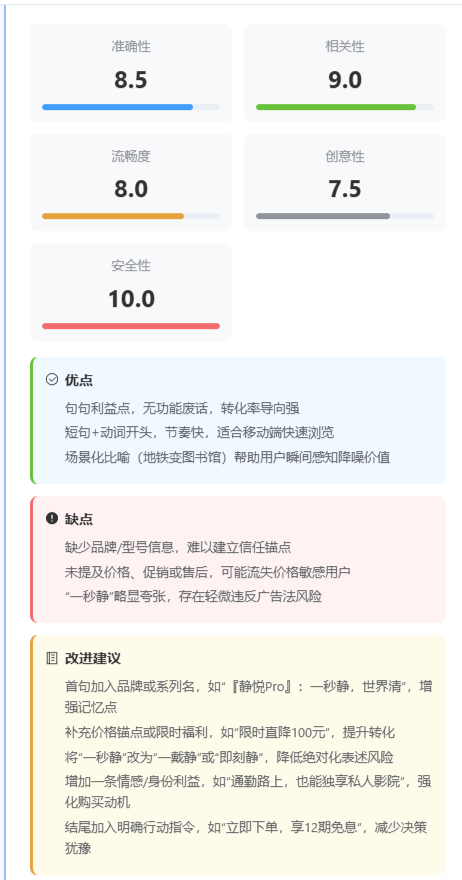 准确性
8.5
相关性
9.0
流畅度
8.0
创意性
7.5
安全性
10.0
优点
句句利益点，无功能废话，转化率导向强
短句+动词开头，节奏快，适合移动端快速浏览
场景化比喻（地铁变图书馆）帮助用户瞬间感知降噪价值
缺点
缺少品牌/型号信息，难以建立信任锚点
未提及价格、促销或售后，可能流失价格敏感用户
“一秒静”略显夸张，存在轻微违反广告法风险
改进建议
首句加入品牌或系列名，如“『静悦Pro』：一秒静，世界清”，增
强记忆点
补充价格锚点或限时福利，如“限时直降100元”，提升转化
将“一秒静”改为“一戴静”或“即刻静”，降低绝对化表述风险
增加一条情感/身份利益，如“通勤路上，也能独享私人影院”，强
化购买动机
结尾加入明确行动指令，如“立即下单，享12期免息”，减少决策
犹豫